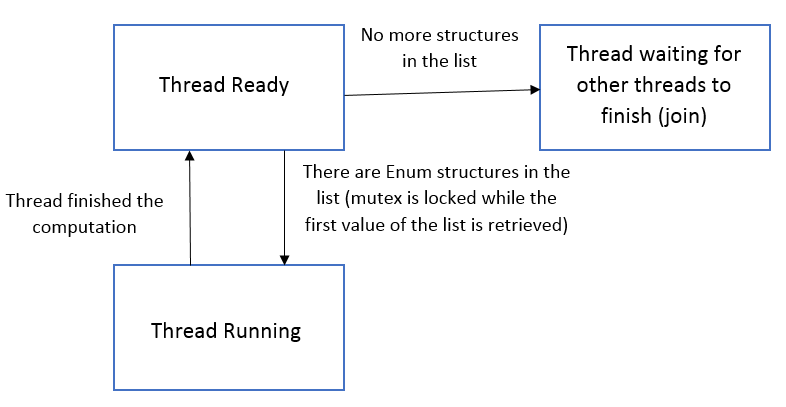 Thread Ready
No more structures
in the list
Thread waiting for
other threads to
finish (join)
Thread finished the
computation
There are Enum structures in the
list (mutex is locked while the
first value of the list is retrieved)
Thread Running